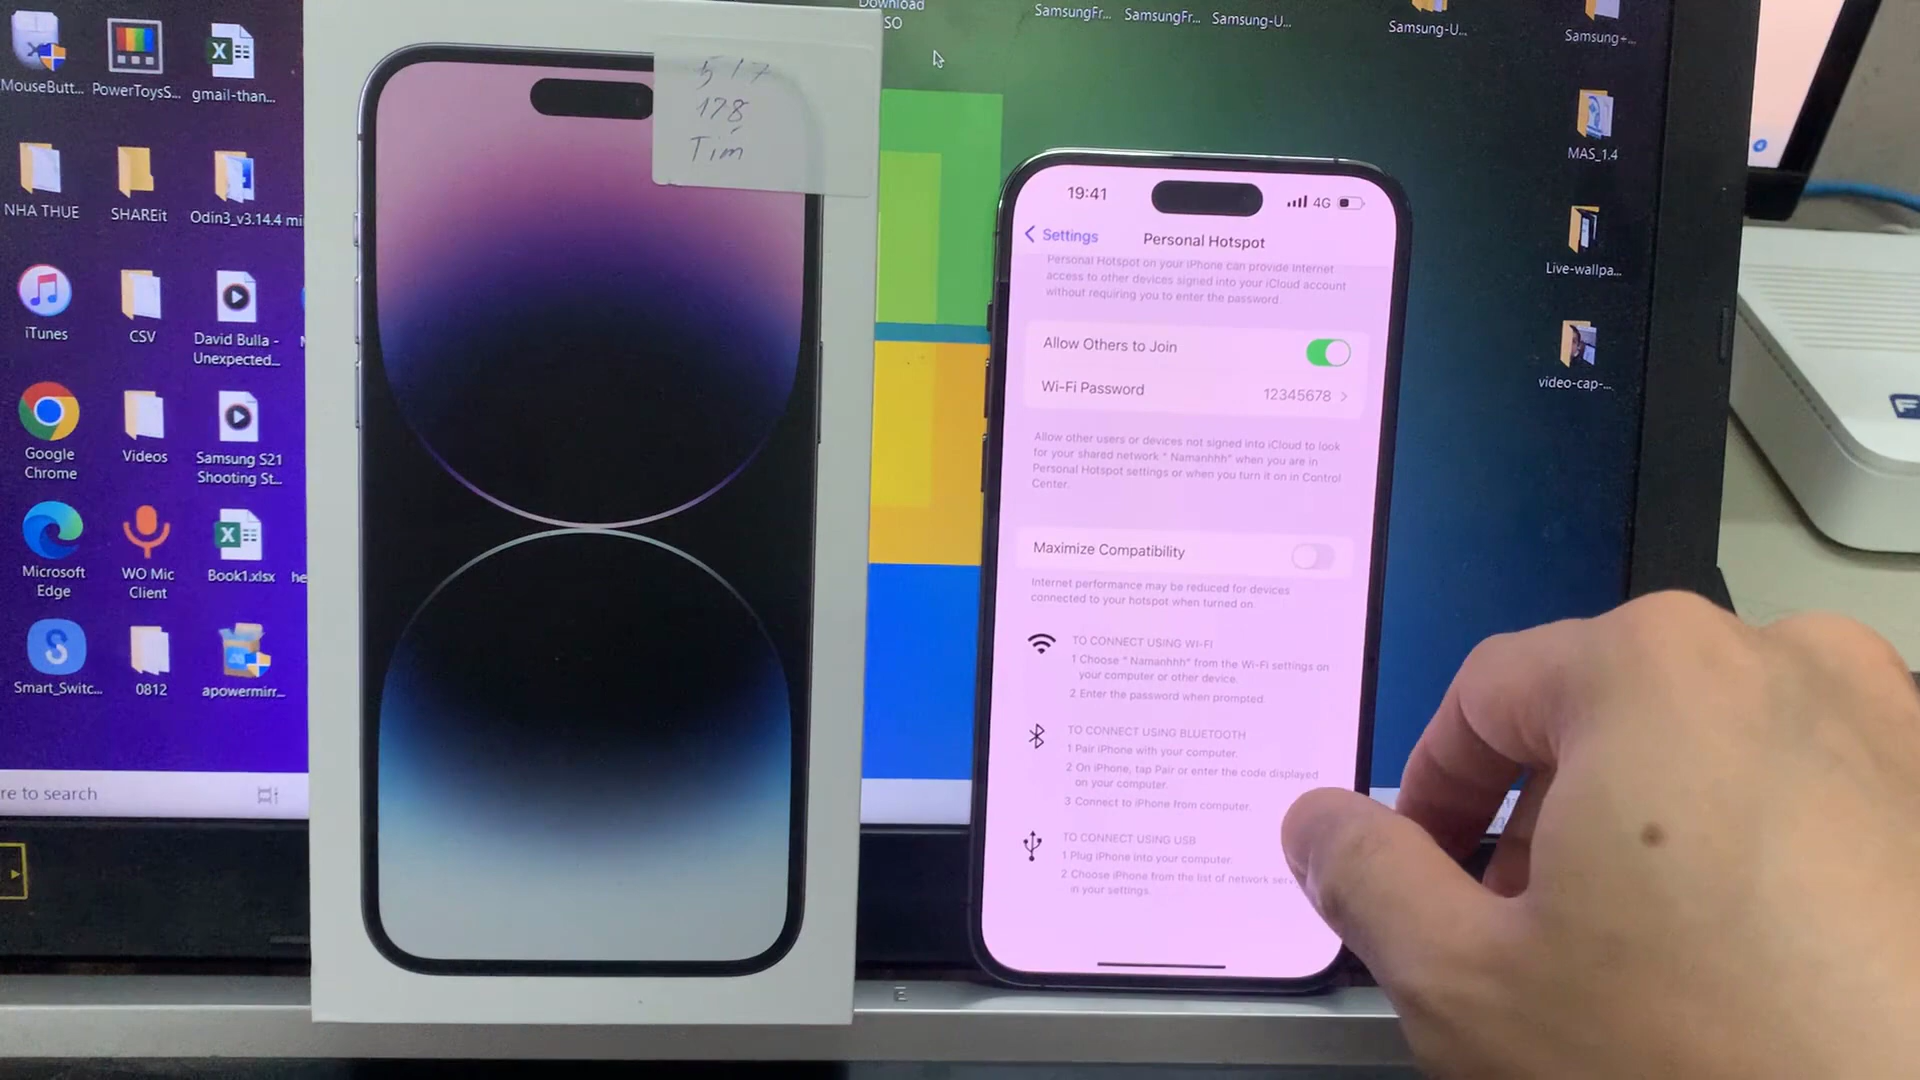 Download
SO
SamsungFr...
SamsungFr...
Samsung-U...
Samsung-U...
Samsung+...
MouseButt...
PowerToysS...
gmail-than...
X
NHA THUE
SHAREit
Odin3_v3.14.4 mi
MAS_1.4
iTunes
CSV
David Bulla -
Unexpected...
Live-wallpa...
Google
Chrome
Videos
Samsung S21
Shooting St...
video-cap-...
Microsoft
Edge
WO Mic
Client
Book1.xlsx
he
Smart_Switc...
0812
apowermirr...
re to search
517
128
Tím
19:41
4G
Settings
Personal Hotspot
Personal Hotspot on your iPhone can provide Internet
access to other devices signed into your iCloud account
without requiring you to enter the password.
Allow Others to Join
Wi-Fi Password
12345678
Allow other users or devices not signed into iCloud to look
for your shared network " Namanhhh" when you are in
Personal Hotspot settings or when you turn it on in Control
Center.
Maximize Compatibility
Internet performance may be reduced for devices
connected to your hotspot when turned on.
TO CONNECT USING WI-FI
1 Choose " Namanhhh" from the Wi-Fi settings on
your computer or other device.
2 Enter the password when prompted.
TO CONNECT USING BLUETOOTH
1 Pair iPhone with your computer.
2 On iPhone, tap Pair or enter the code displayed
on your computer.
3 Connect to iPhone from computer.
TO CONNECT USING USB
1 Plug iPhone into your computer.
2 Choose iPhone from the list of network ser
in your settings.
E
F